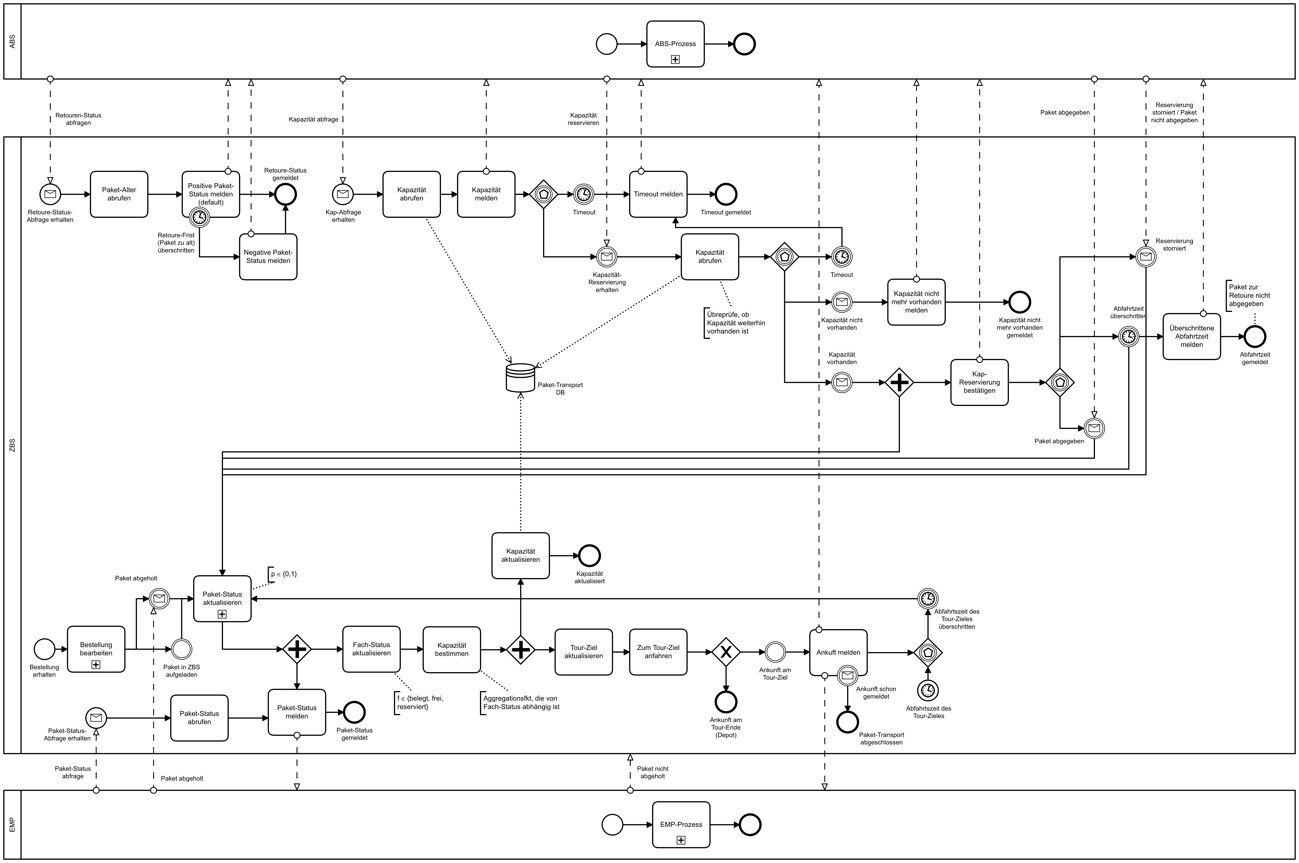 ABS
ABS-Prozess
Retouren-Status
abfragen
Kapazität abfrage
Kapazität
reservieren
Paket abgegeben
Reservierung
storniert / Paket
nicht abgegeben
ZBS
Retoure-Status-
Abfrage erhalten
Paket-Alter
abrufen
Positive Paket-
Status melden
(default)
Retoure-Status
gemeldet
Retoure-Frist
(Paket zu alt)
überschritten
Negative Paket-
Status melden
Kap-Abfrage
erhalten
Kapazität
abrufen
Kapazität
melden
Timeout
Timeout melden
Timeout gemeldet
Kapazität-
Reservierung
erhalten
Kapazität
abrufen
Timeout
Übreprüfe, ob
Kapazität weiterhin
vorhanden ist
Kapazität nicht
vorhanden
Kapazität nicht
mehr vorhanden
melden
Kapazität nicht
mehr vorhanden
gemeldet
Kapazität
vorhanden
Kap-
Reservierung
bestätigen
Reservierung
storniert
Abfahrtzeit
überschritten
Überschrittene
Abfahrtzeit
melden
Paket zur
Retoure nicht
abgegeben
Abfahrtzeit
gemeldet
Paket abgegeben
Paket-Transport
DB
Kapazität
aktualisieren
Kapazität
aktualisiert
Paket abgeholt
Paket-Status
aktualisieren
p ∈ {0,1}
Bestellung
erhalten
Bestellung
bearbeiten
Paket in ZBS
aufgeladen
Fach-Status
aktualisieren
f ∈ {belegt, frei,
reserviert}
Kapazität
bestimmen
Aggregationsfkt, die von
Fach-Status abhängig ist
Tour-Ziel
aktualisieren
Zum Tour-Ziel
anfahren
X
Ankunft am
Tour-Ende
(Depot)
Ankunft am
Tour-Ziel
Ankuft melden
Ankunft schon
gemeldet
Paket-Transport
abgeschlossen
Abfahrtszeit des
Tour-Zieles
überschritten
Abfahrtszeit des
Tour-Zieles
Paket-Status-
Abfrage erhalten
Paket-Status
abrufen
Paket-Status
melden
Paket-Status
gemeldet
Paket-Status
abfrage
Paket abgeholt
Paket nicht
abgeholt
EMP
EMP-Prozess